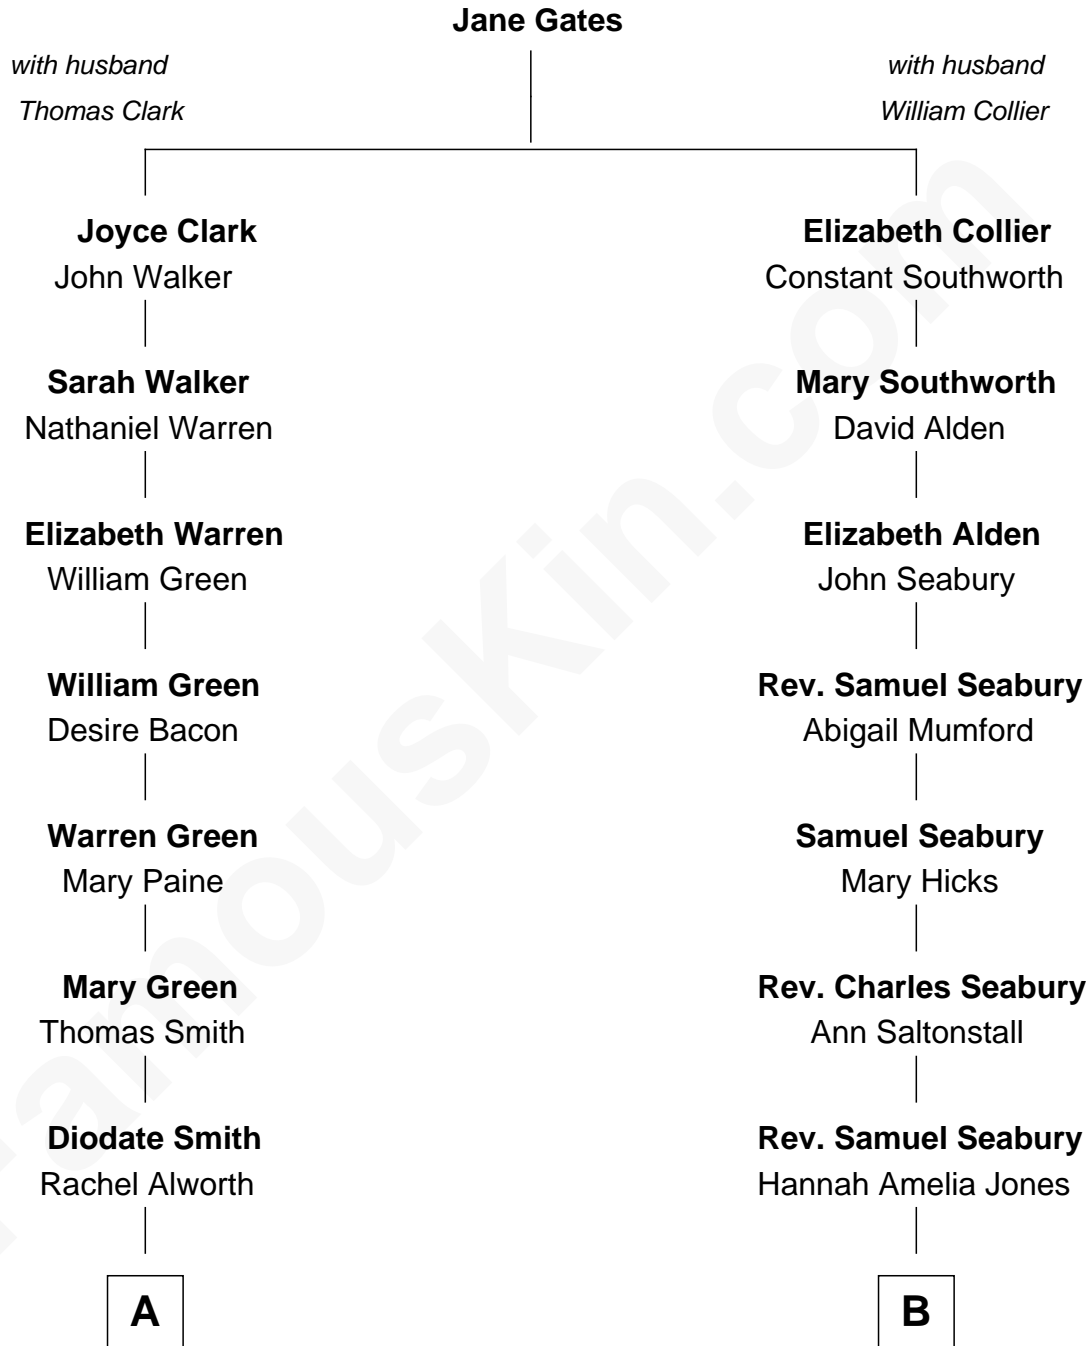 Jane Gates
with husband
Thomas Clark
with husband
William Collier
Joyce Clark
John Walker
Elizabeth Collier
Constant Southworth
Sarah Walker
Nathaniel Warren
Mary Southworth
David Alden
Elizabeth Warren
William Green
Elizabeth Alden
John Seabury
William Green
Desire Bacon
Rev. Samuel Seabury
Abigail Mumford
Warren Green
Mary Paine
Samuel Seabury
Mary Hicks
Mary Green
Thomas Smith
Rev. Charles Seabury
Ann Saltonstall
Diodate Smith
Rachel Alworth
Rev. Samuel Seabury
Hannah Amelia Jones
A
B
FamousKin.com